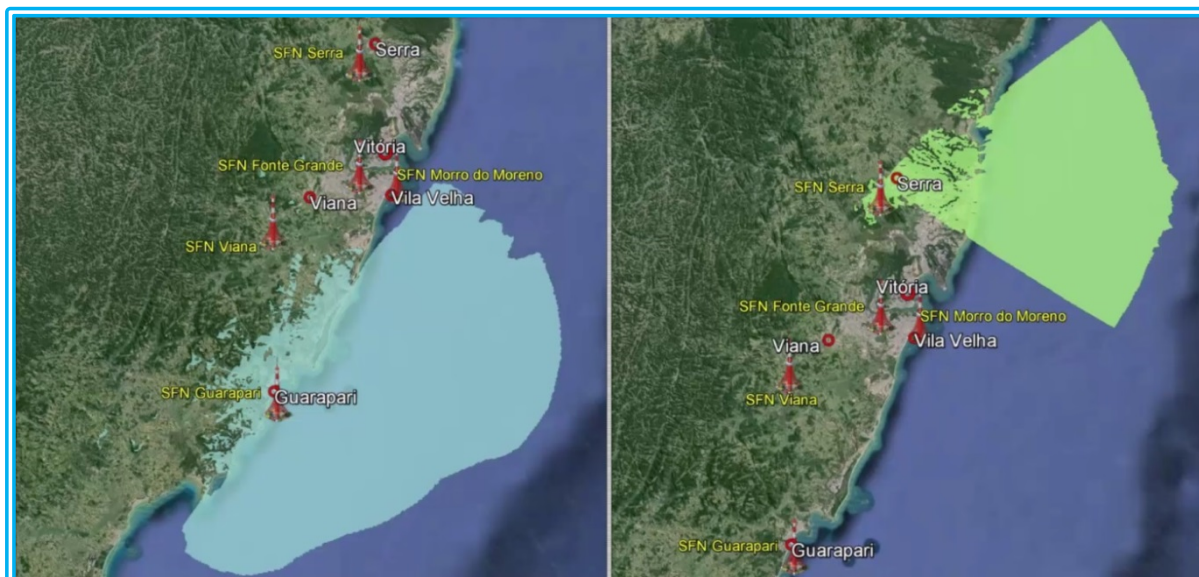 SFN Serra
Serra
Vitória
SFN Fonte Grande
SFN Morro do Moreno
Viana
Vila Velha
SFN Viana
SFN Guarapari
Guarapari
SFN Serra
Serra
Vitória
SFN Fonte Grande
SFN Morro do Moreno
Viana
Vila Velha
SFN Viana
SFN Guarapari
Guarapari